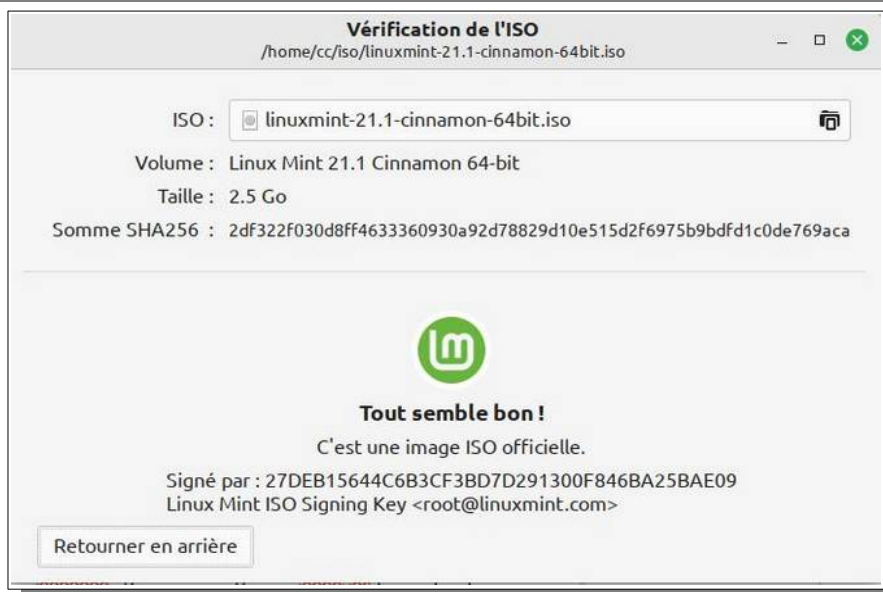 Vérification de l'ISO
/home/cc/iso/linuxmint-21.1-cinnamon-64bit.iso
ISO : linuxmint-21.1-cinnamon-64bit.iso
Volume : Linux Mint 21.1 Cinnamon 64-bit
Taille : 2.5 Go
Somme SHA256 : 2df322f030d8ff4633360930a92d78829d10e515d2f6975b9bdfd1c0de769aca
lm
Tout semble bon !
C'est une image ISO officielle.
Signé par : 27DEB15644C6B3CF3BD7D291300F846BA25BAE09
Linux Mint ISO Signing Key <root@linuxmint.com>
Retourner en arrière